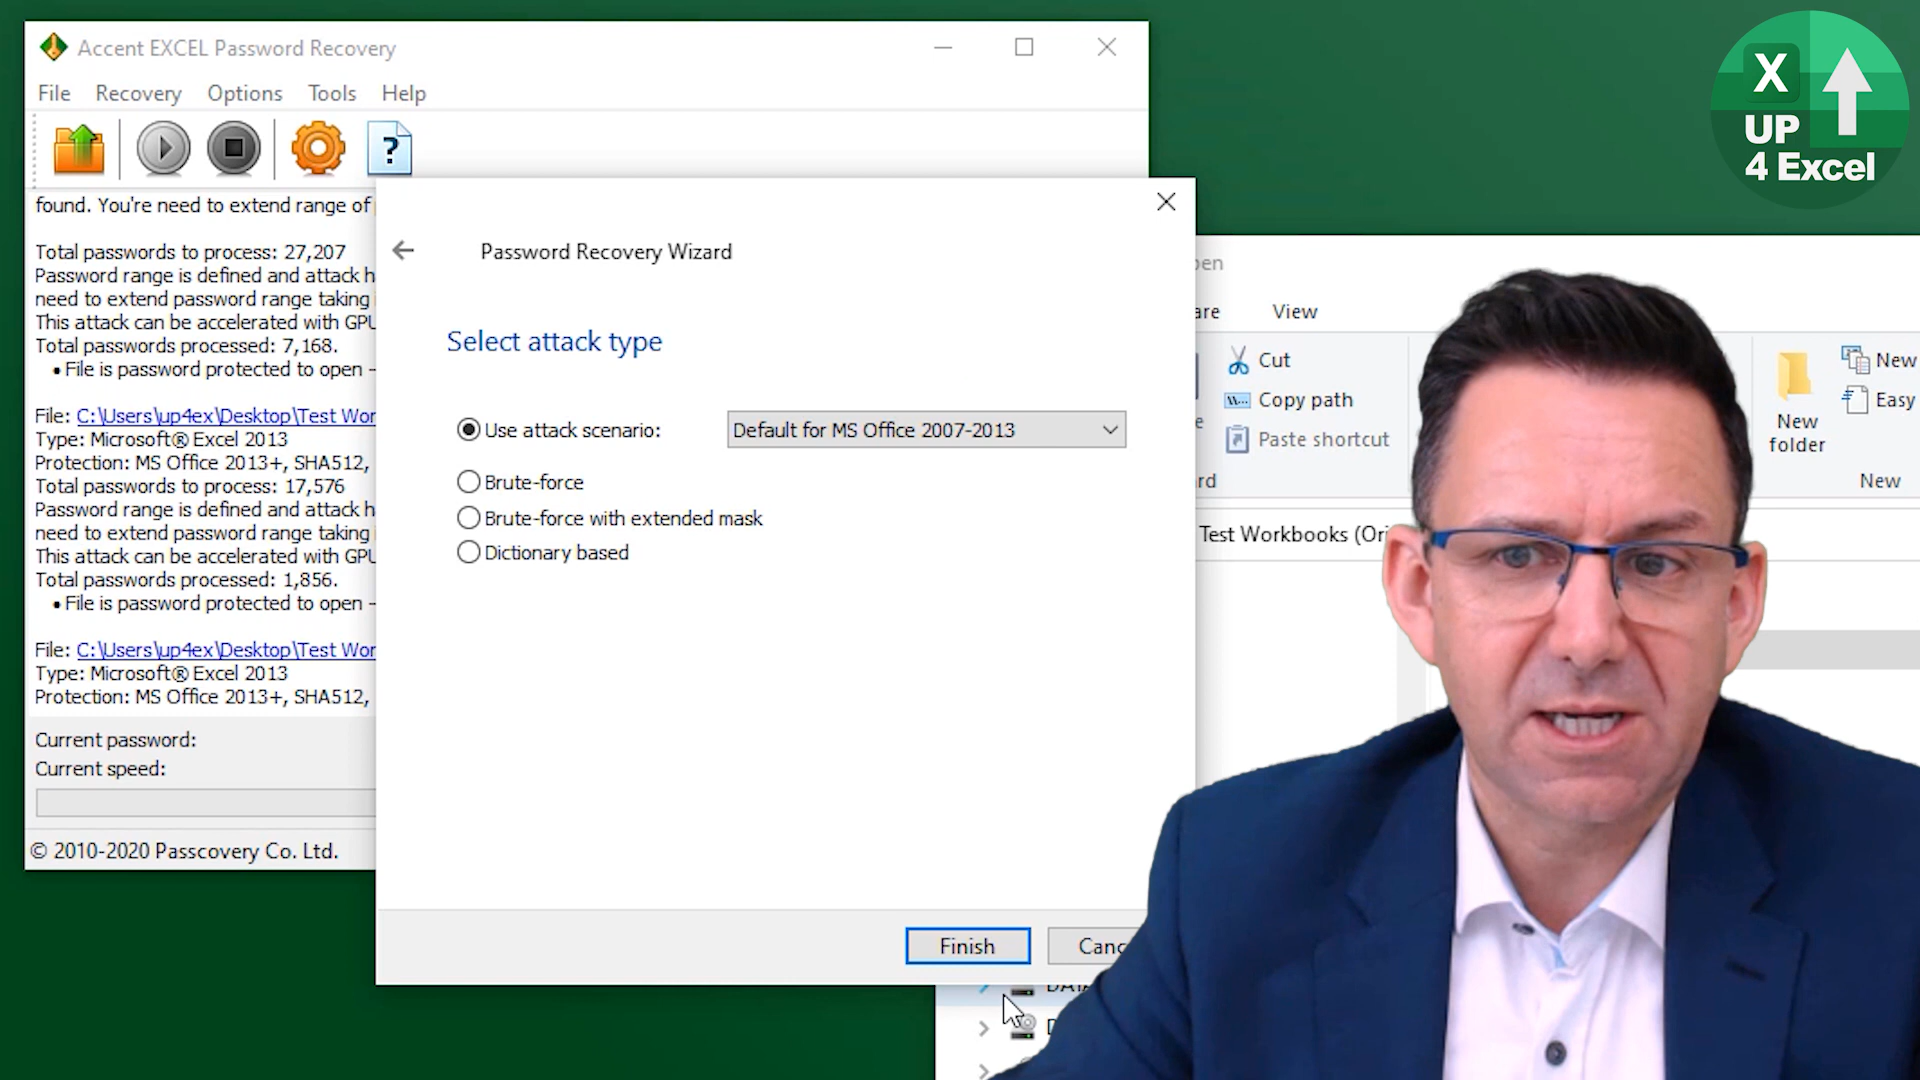 Accent EXCEL Password Recovery
File Recovery Options Tools Help
?
found. You're need to extend range of
Total passwords to process: 27,207
Password range is defined and attack h
need to extend password range taking
This attack can be accelerated with GPU
Total passwords processed: 7,168.
• File is password protected to open -
File: C:\Users\up4ex\Desktop\Test Wor
Type: Microsoft® Excel 2013
Protection: MS Office 2013+, SHA512,
Total passwords to process: 17,576
Password range is defined and attack h
need to extend password range taking
This attack can be accelerated with GPU
Total passwords processed: 1,856.
• File is password protected to open -
File: C:\Users\up4ex\Desktop\Test Wor
Type: Microsoft® Excel 2013
Protection: MS Office 2013+, SHA512,
Current password:
Current speed:
© 2010-2020 Passcovery Co. Ltd.
Password Recovery Wizard
Select attack type
Use attack scenario: Default for MS Office 2007-2013
Brute-force
Brute-force with extended mask
Dictionary based
Finish Canc
X
UP
4 Excel
View
Cut
Copy path
Paste shortcut
New
folder
New
Easy
New
Test Workbooks (Ori